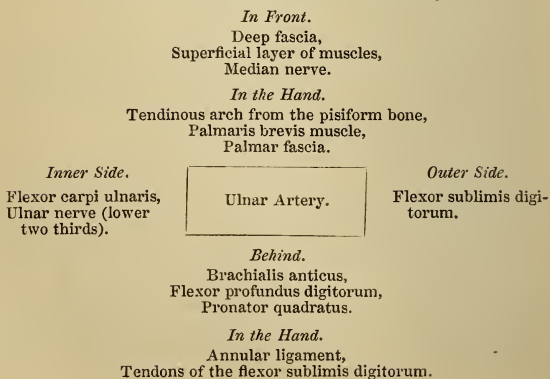 In Front.
Deep fascia,
Superficial layer of muscles,
Median nerve.
In the Hand.
Tendinous arch from the pisiform bone,
Palmaris brevis muscle,
Palmar fascia.
Inner Side.
Flexor carpi ulnaris,
Ulnar nerve (lower
two thirds).
Ulnar Artery.
Outer Side.
Flexor sublimis digi-
torum.
Behind.
Brachialis anticus,
Flexor profundus digitorum,
Pronator quadratus.
In the Hand.
Annular ligament,
Tendons of the flexor sublimis digitorum.